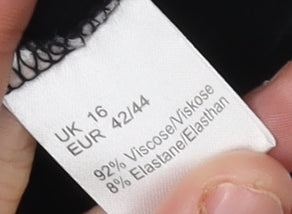 UK 16
EUR 42/44
92% Viscose/Viskose
8% Elastane/Elasthan